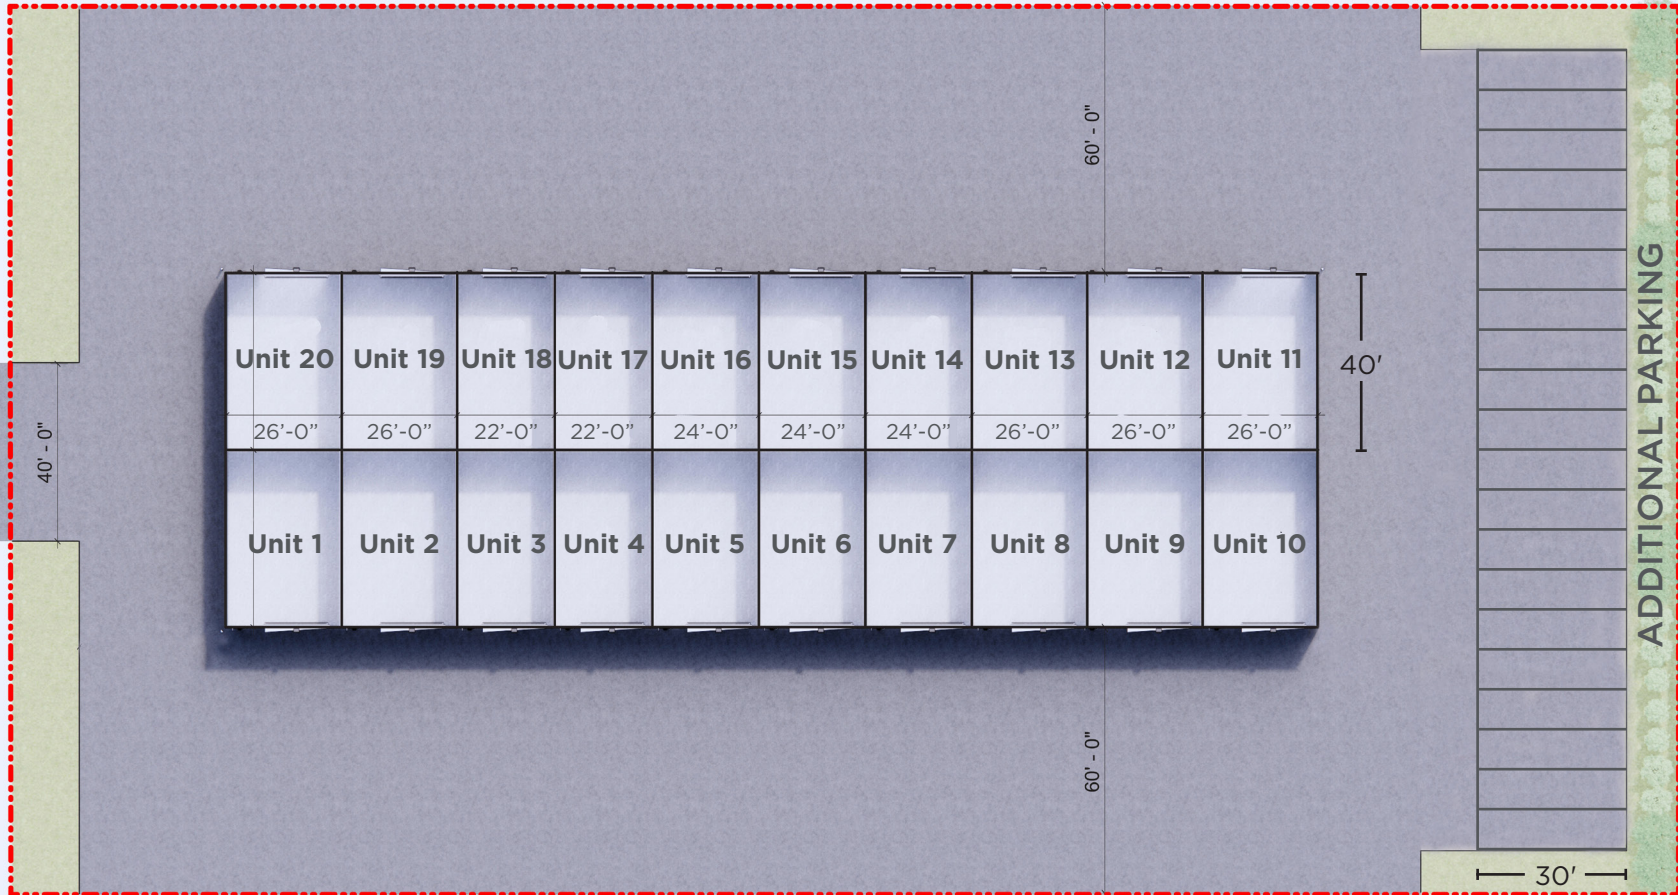 60' - 0"
Unit 20 Unit 19 Unit 18 Unit 17 Unit 16 Unit 15 Unit 14 Unit 13 Unit 12 Unit 11
40'
26'-0” 26'-0” 22'-0” 22'-0” 24'-0” 24'-0” 24'-0” 26'-0” 26'-0” 26'-0”
40' - 0"
Unit 1 Unit 2 Unit 3 Unit 4 Unit 5 Unit 6 Unit 7 Unit 8 Unit 9 Unit 10
ADDITIONAL PARKING
60' - 0"
30'